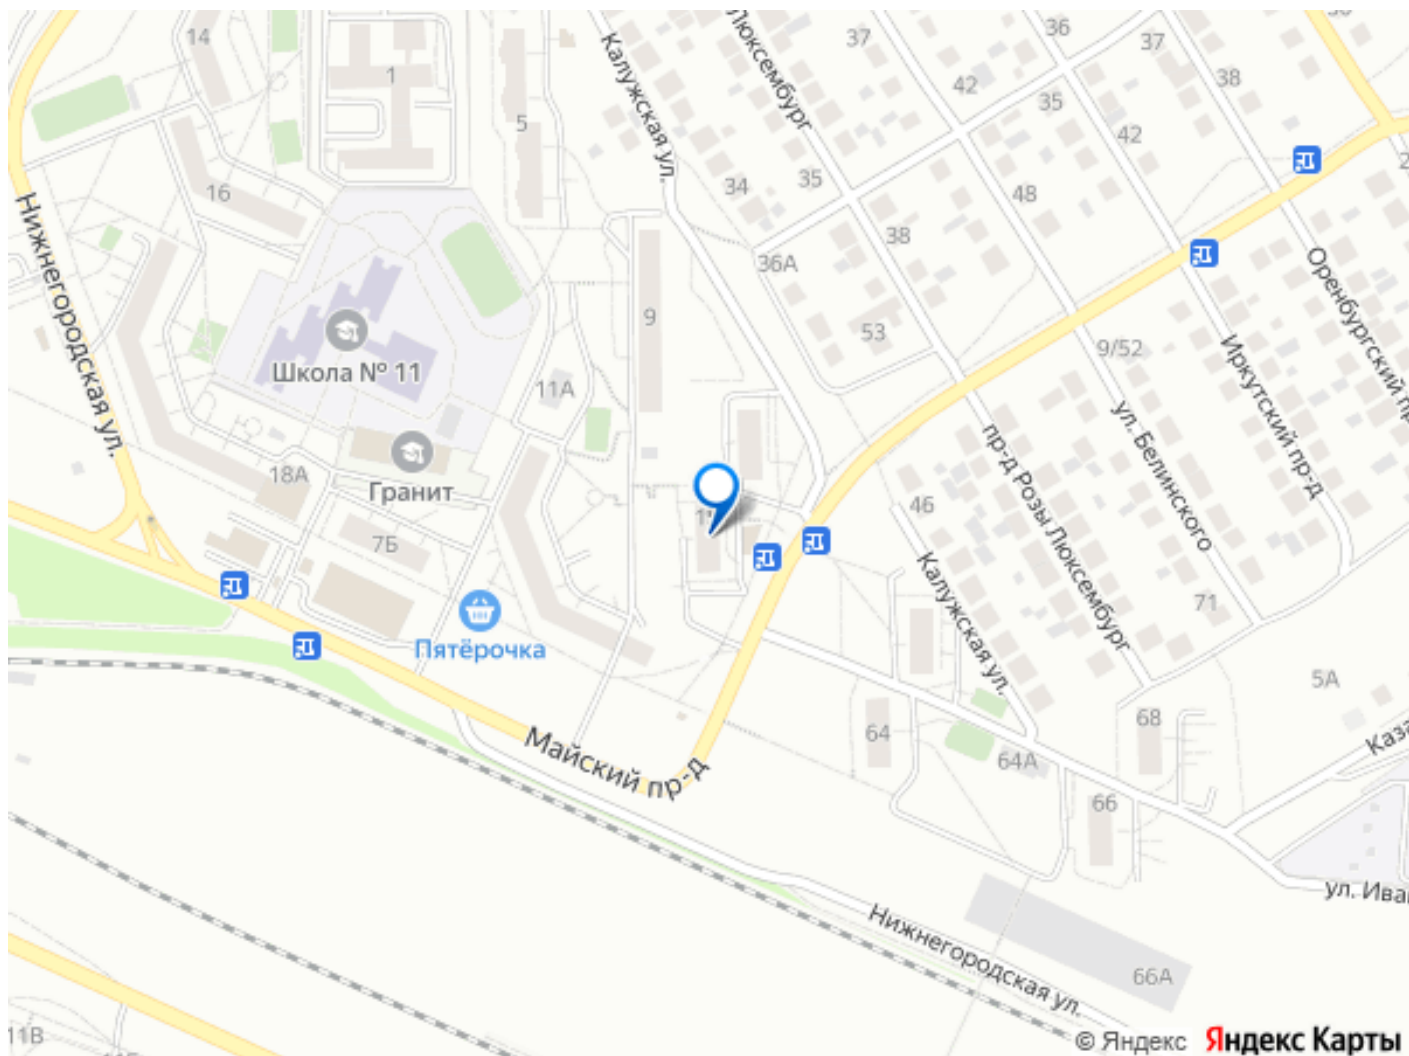 14
1
5
37
36
37
38
42
35
42
Калужская ул.
Люксембург
16
34
35
48
38
36А
Нижнегородская ул.
9
53
9/52
Оренбургский пр
Иркутский пр-д
Школа № 11
11А
ул. Белинского
пр-д Розы Люксембург
18А
Гранит
46
7Б
Калужская ул.
71
Пятёрочка
5А
64
68
64А
Майский пр-д
Каза
66
ул. Ива
Нижнегородская ул.
66А
11В
© Яндекс
Яндекс Карты